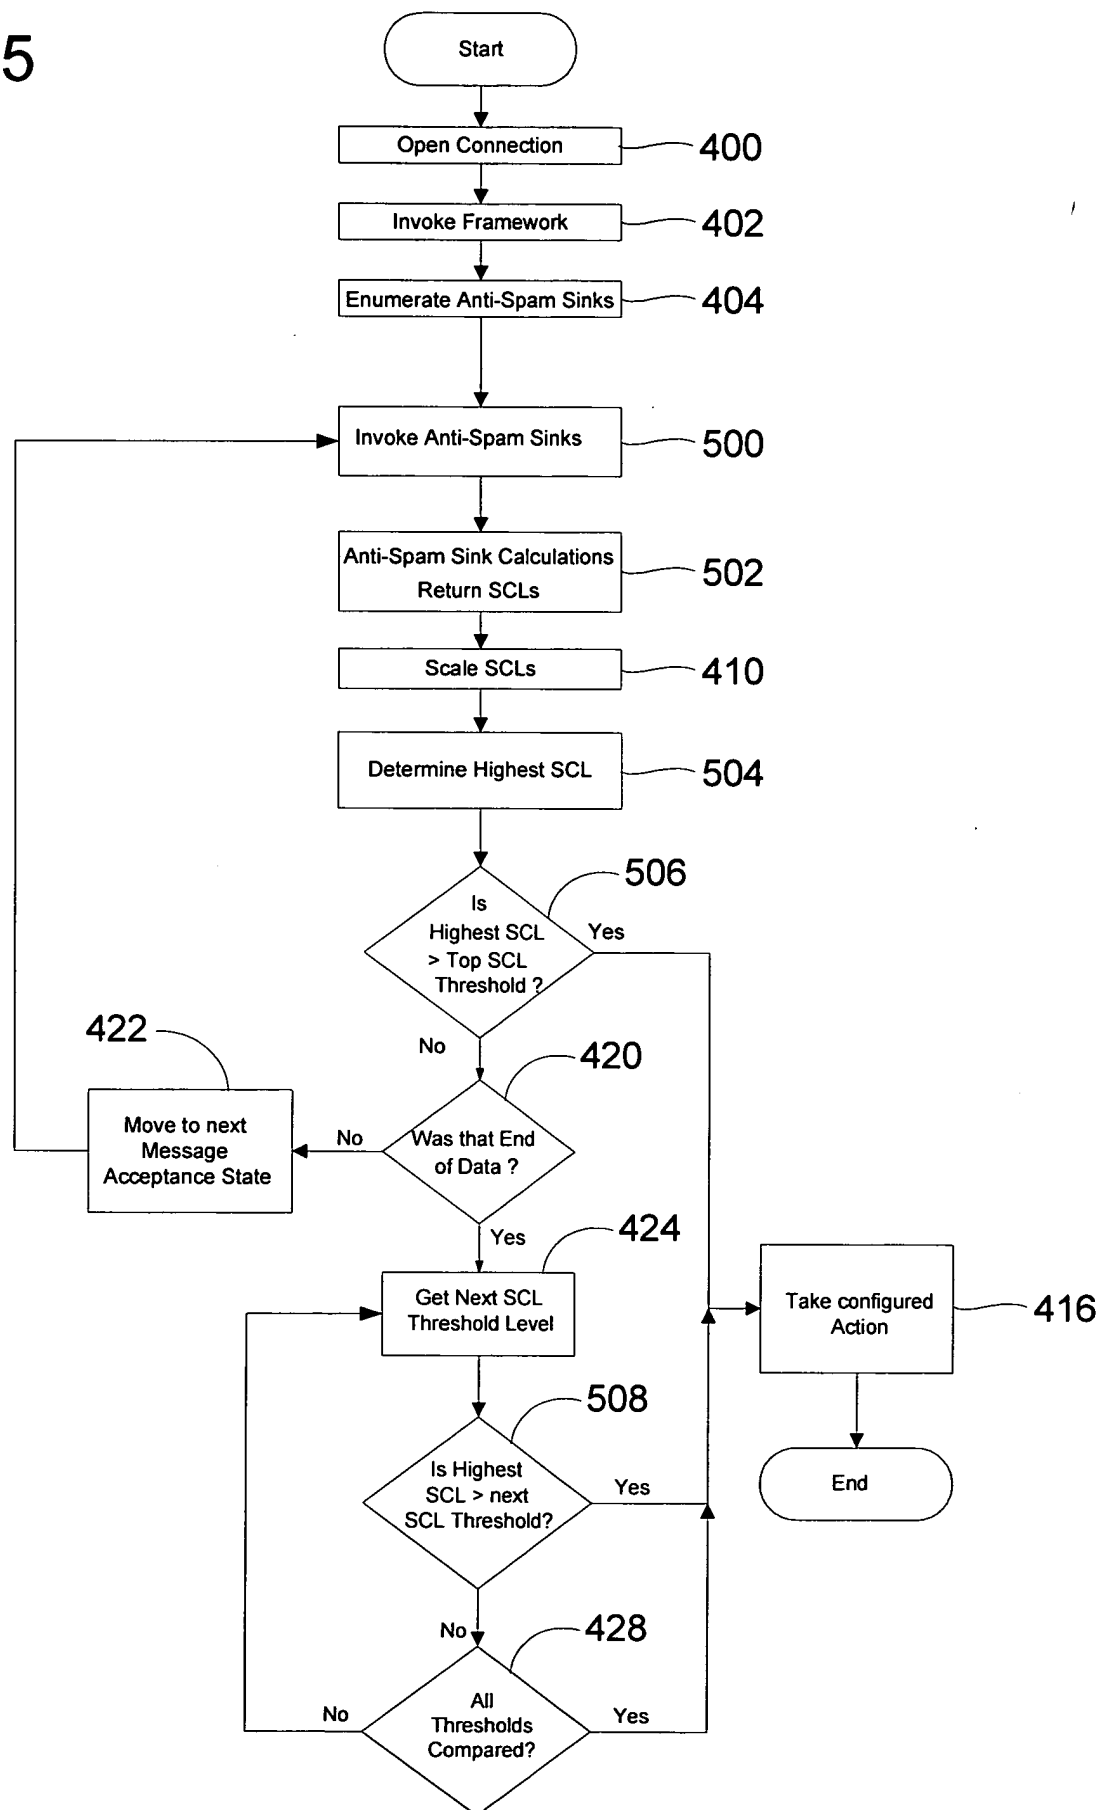 5
Start
Open Connection
400
Invoke Framework
402
Enumerate Anti-Spam Sinks
404
Invoke Anti-Spam Sinks
500
Anti-Spam Sink Calculations
Return SCLs
502
Scale SCLs
410
Determine Highest SCL
504
506
Is
Highest SCL
> Top SCL
Threshold ?
Yes
No
422
420
Move to next
Message
Acceptance State
No
Was that End
of Data ?
Yes
424
Get Next SCL
Threshold Level
Take configured
Action
416
508
Is Highest
SCL > next
SCL Threshold?
Yes
End
No
428
All
Thresholds
Compared?
No
Yes